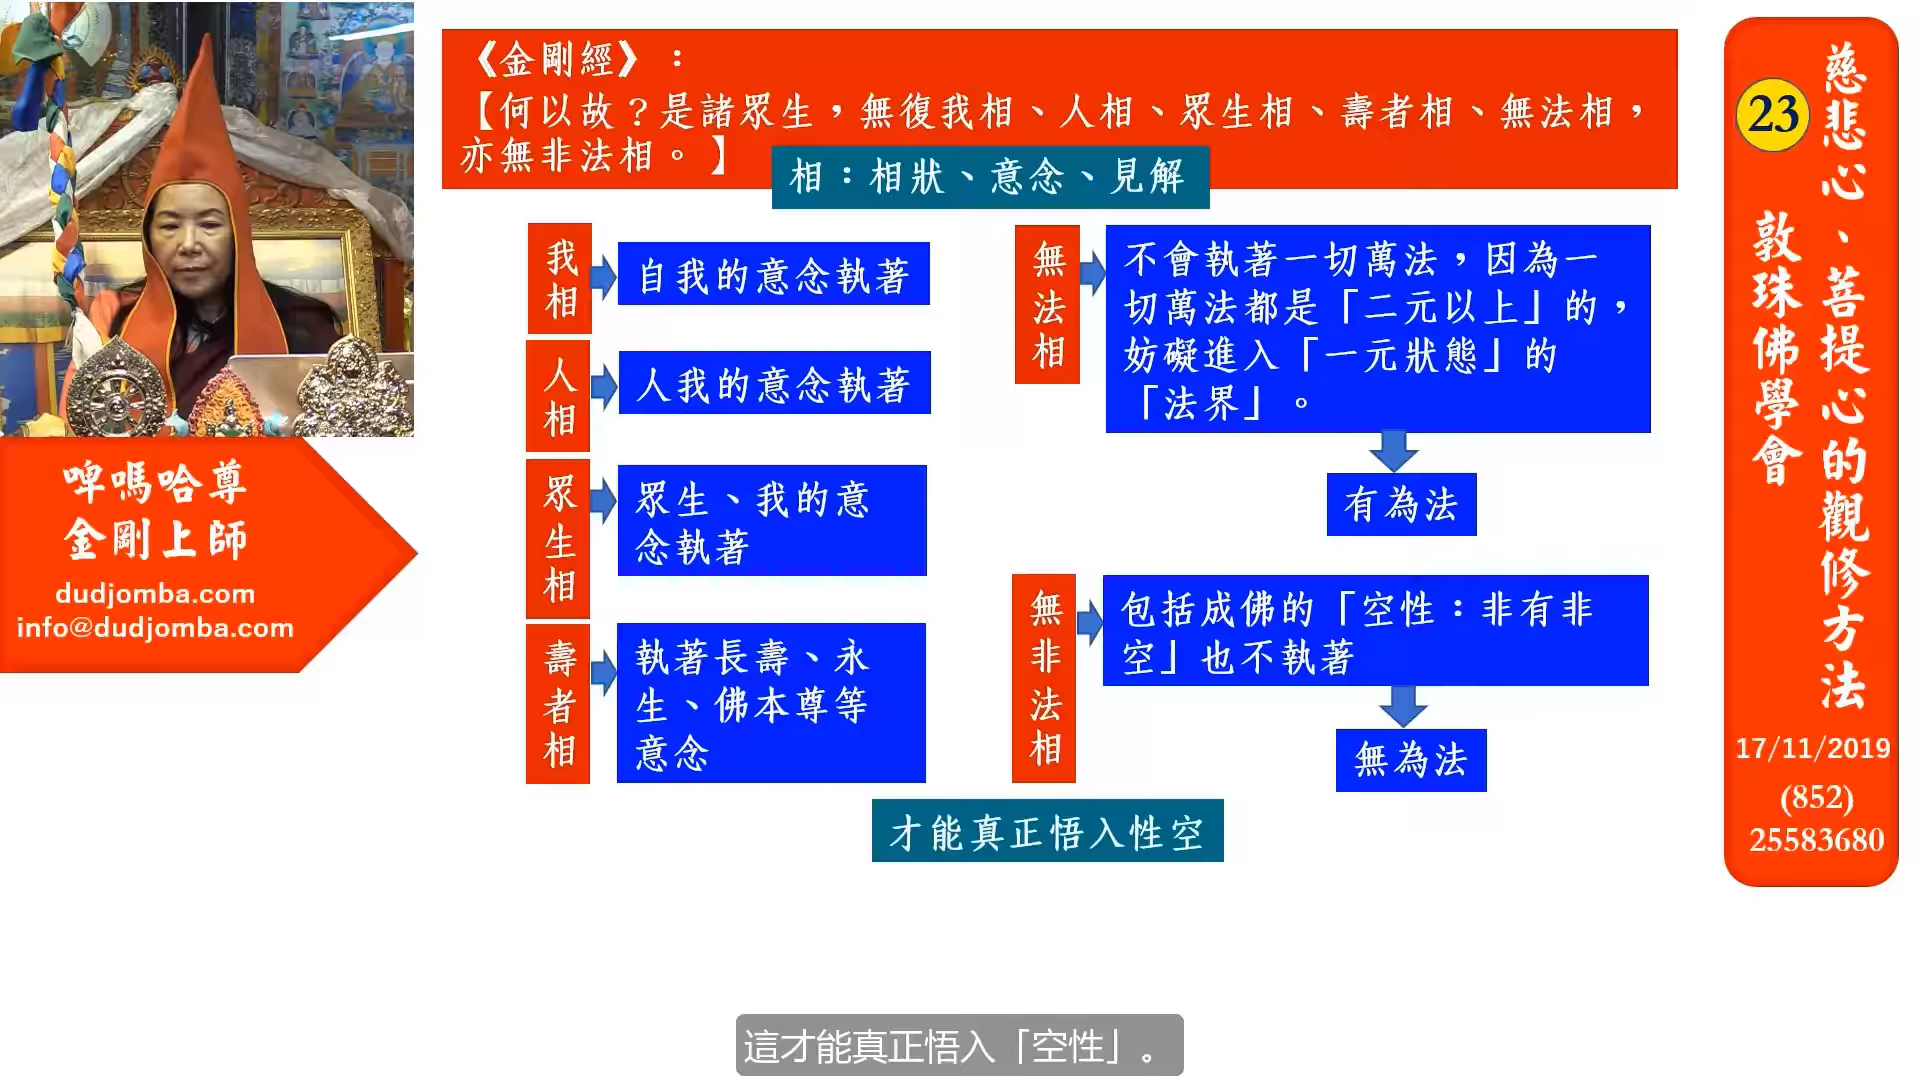 《金剛經》：
【何以故？是諸眾生，無復我相、人相、眾生相、壽者相、無法相，
亦無非法相。】
相：相狀、意念、見解
我相
自我的意念執著
人相
人我的意念執著
眾生相
眾生、我的意
念執著
壽者相
執著長壽、永
生、佛本尊等
意念
無法相
不會執著一切萬法，因為一
切萬法都是「二元以上」的，
妨礙進入「一元狀態」的
「法界」。
有為法
無非法相
包括成佛的「空性：非有非
空」也不執著
無為法
才能真正悟入性空
啤嗎哈尊
金剛上師
dudjomba.com
info@dudjomba.com
慈悲心、菩提心的觀修方法
23
敦珠佛學會
17/11/2019
(852)
25583680
這才能真正悟入「空性」。